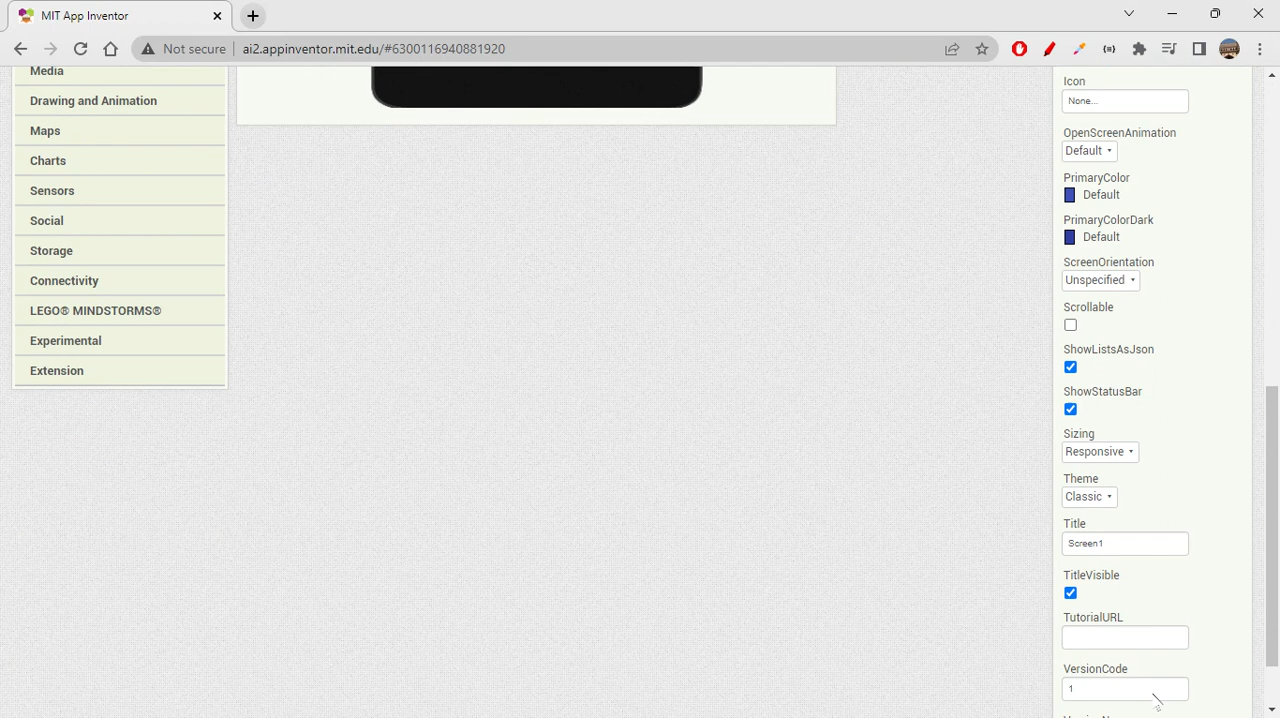 MIT App Inventor
Not secure
ai2.appinventor.mit.edu/#6300116940881920
Media
Drawing and Animation
Maps
Charts
Sensors
Social
Storage
Connectivity
LEGO® MINDSTORMS®
Experimental
Extension
Icon
None...
OpenScreenAnimation
Default
PrimaryColor
Default
PrimaryColorDark
Default
ScreenOrientation
Unspecified
Scrollable
ShowListsAsJson
ShowStatusBar
Sizing
Responsive
Theme
Classic
Title
Screen1
TitleVisible
TutorialURL
VersionCode
1